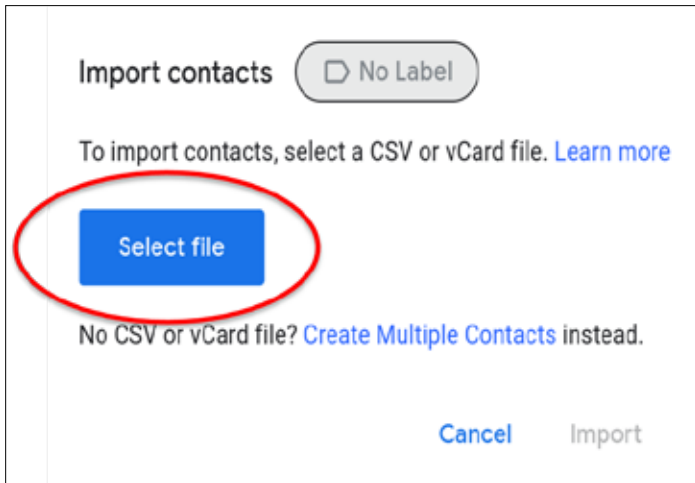 Import contacts No Label
To import contacts, select a CSV or vCard file. Learn more
Select file
No CSV or vCard file? Create Multiple Contacts instead.
Cancel Import